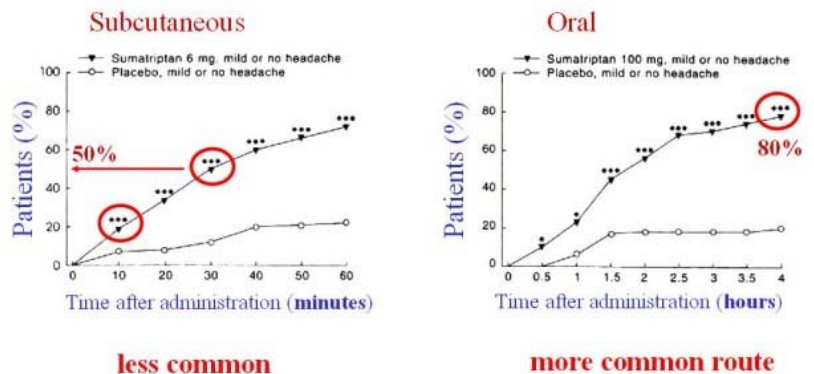 Subcutaneous
Sumatriptan 6 mg. mild or no headache
Placebo, mild or no headache
Patients (%)
100
80
60
40
20
0
50%
***
***
***
***
***
***
0 10 20 30 40 50 60
Time after administration (minutes)
less common
Oral
Sumatriptan 100 mg, mild or no headache
Placebo, mild or no headache
Patients (%)
100
80
60
40
20
0
*
*
***
***
***
***
***
***
80%
0 0.5 1 1.5 2 2.5 3 3.5 4
Time after administration (hours)
more common route